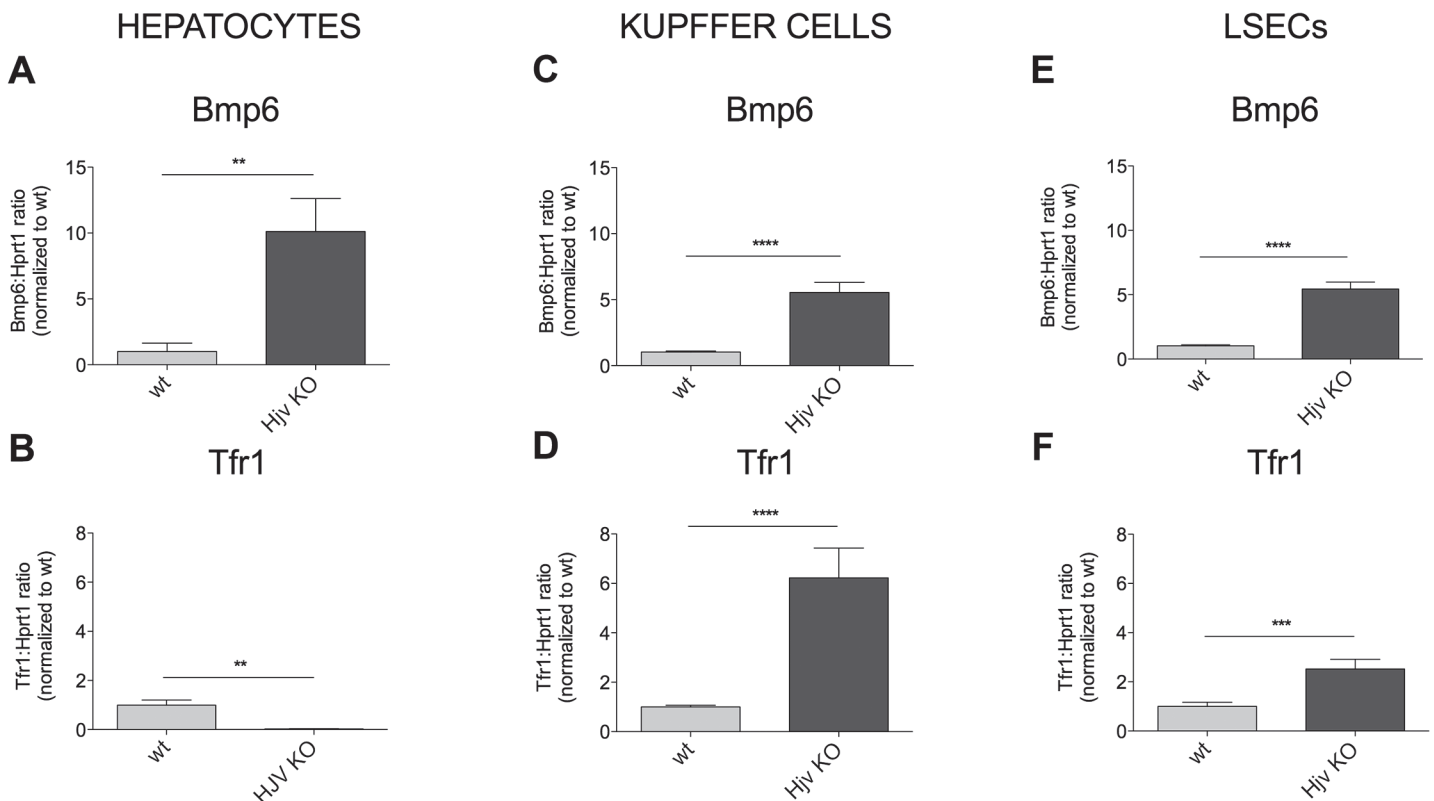 HEPATOCYTES
KUPFFER CELLS
LSECs
A
Bmp6
Bmp6:Hprt1 ratio
(normalized to wt)
15
10
5
0
**
wt
Hjv KO
C
Bmp6
Bmp6:Hprt1 ratio
(normalized to wt)
15
10
5
0
****
wt
Hjv KO
E
Bmp6
Bmp6:Hprt1 ratio
(normalized to wt)
15
10
5
0
****
wt
Hjv KO
B
Tfr1
Tfr1:Hprt1 ratio
(normalized to wt)
8
6
4
2
0
**
wt
HJV KO
D
Tfr1
Tfr1:Hprt1 ratio
(normalized to wt)
8
6
4
2
0
****
wt
Hjv KO
F
Tfr1
Tfr1:Hprt1 ratio
(normalized to wt)
8
6
4
2
0
***
wt
Hjv KO